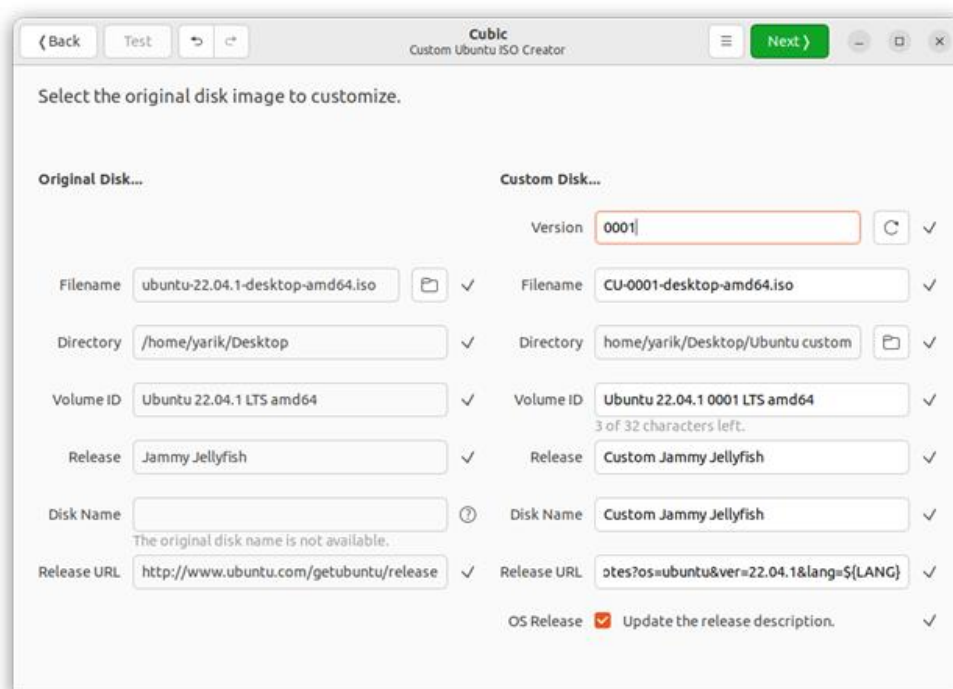 ❬Back
Test
Cubic
Custom Ubuntu ISO Creator
Next❭
Select the original disk image to customize.
Original Disk...
Custom Disk...
Version 0001
Filename ubuntu-22.04.1-desktop-amd64.iso
Filename CU-0001-desktop-amd64.iso
Directory /home/yarik/Desktop
Directory home/yarik/Desktop/Ubuntu custom
Volume ID Ubuntu 22.04.1 LTS amd64
Volume ID Ubuntu 22.04.1 0001 LTS amd64
3 of 32 characters left.
Release Jammy Jellyfish
Release Custom Jammy Jellyfish
Disk Name
The original disk name is not available.
Disk Name Custom Jammy Jellyfish
Release URL http://www.ubuntu.com/getubuntu/release
Release URL otes?os=ubuntu&ver=22.04.1&lang=${LANG}
OS Release Update the release description.